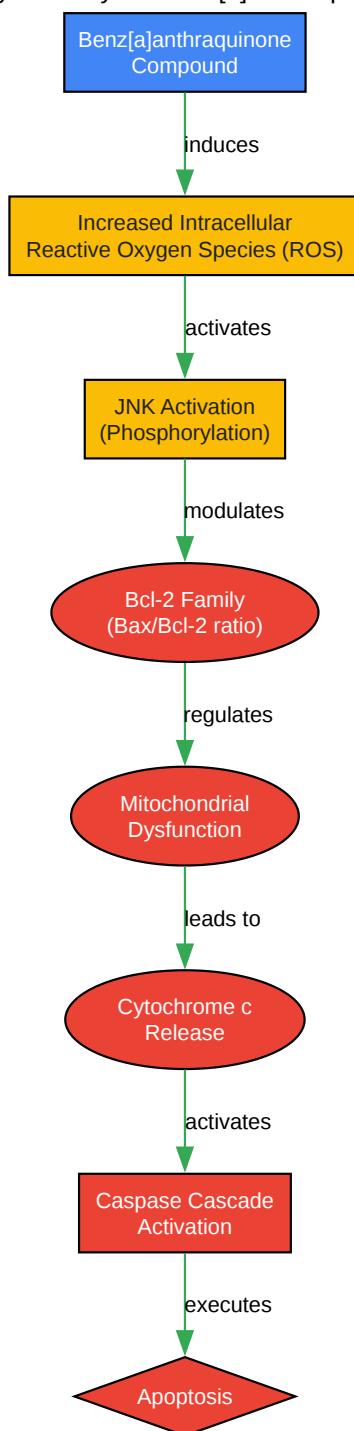 Benz[a]anthraquinone
Compound
induces
Increased Intracellular
Reactive Oxygen Species (ROS)
activates
JNK Activation
(Phosphorylation)
modulates
Bcl-2 Family
(Bax/Bcl-2 ratio)
regulates
Mitochondrial
Dysfunction
leads to
Cytochrome c
Release
activates
Caspase Cascade
Activation
executes
Apoptosis